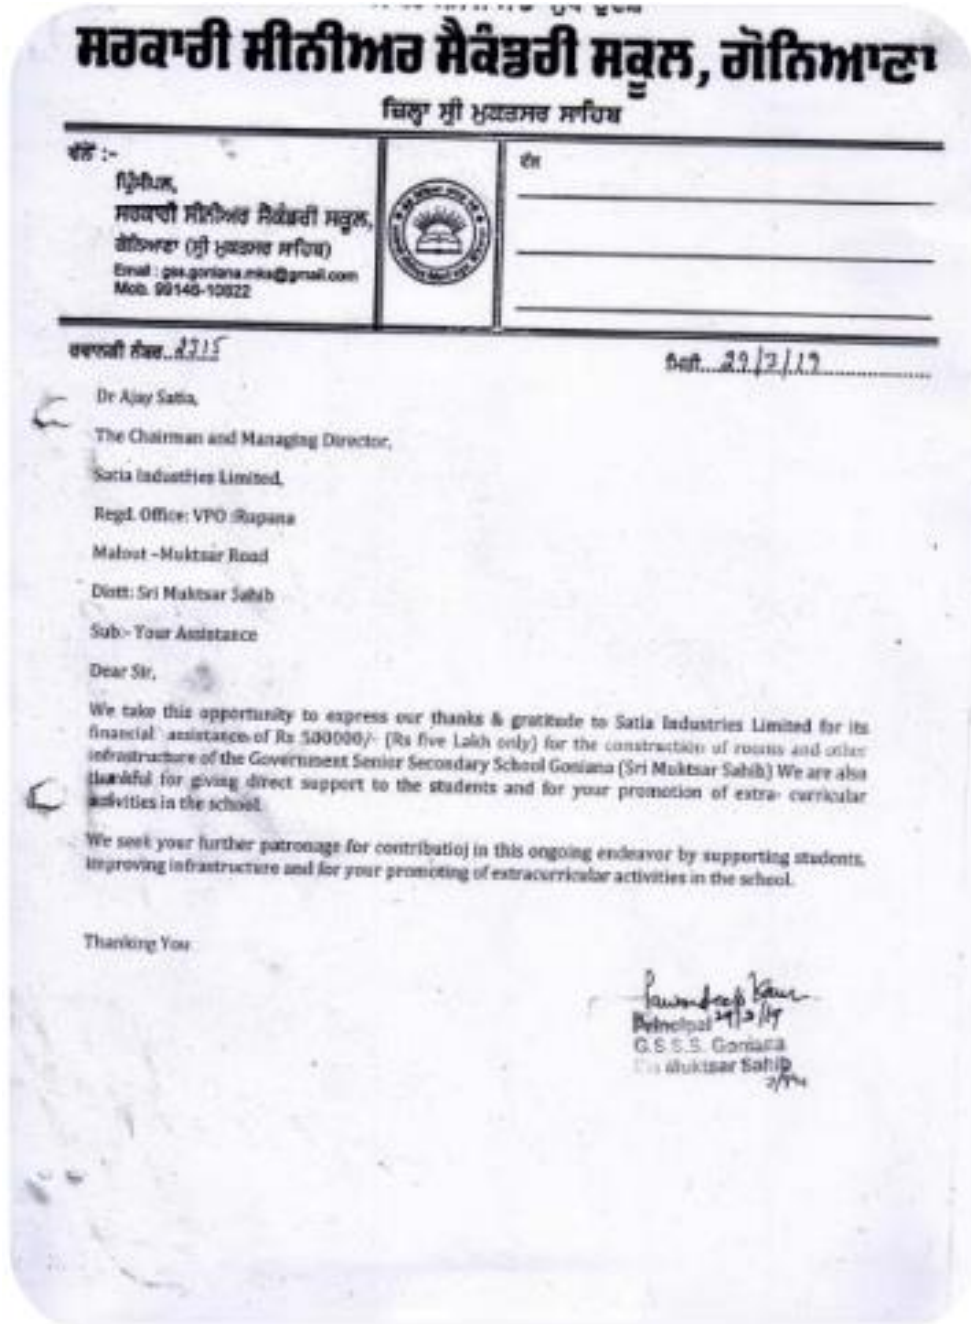 ਸਰਕਾਰੀ ਸੀਨੀਅਰ ਸੈਕੰਡਰੀ ਸਕੂਲ, ਗੋਨਿਆਣਾ
ਜ਼ਿਲ੍ਹਾ ਸ੍ਰੀ ਮੁਕਤਸਰ ਸਾਹਿਬ
ਵੱਲੋਂ :-
ਪ੍ਰਿੰਸੀਪਲ,
ਸਰਕਾਰੀ ਸੀਨੀਅਰ ਸੈਕੰਡਰੀ ਸਕੂਲ,
ਗੋਨਿਆਣਾ (ਸ੍ਰੀ ਮੁਕਤਸਰ ਸਾਹਿਬ)
Email : gss.goniana.mks@gmail.com
Mob. 99146-10822
ਵੱਲ
ਰਵਾਨਗੀ ਨੰਬਰ..
ਮਿਤੀ...
Dr Ajay Satia,
The Chairman and Managing Director,
Satia Industries Limited,
Regd. Office: VPO :Rupana
Malout –Muktsar Road
Distt: Sri Muktsar Sahib
Sub:- Your Assistance
Dear Sir,
We take this opportunity to express our thanks & gratitude to Satia Industries Limited for its
financial assistance of Rs 500000/- (Rs five Lakh only) for the construction of rooms and other
infrastructure of the Government Senior Secondary School Goniana (Sri Muktsar Sahib) We are also
thankful for giving direct support to the students and for your promotion of extra- curricular
activities in the school.
We seek your further patronage for contributioj in this ongoing endeavor by supporting students,
improving infrastructure and for your promoting of extracurricular activities in the school.
Thanking You
Kaur
Principal
G.S.S.S. Goniana
Muktsar Sahib